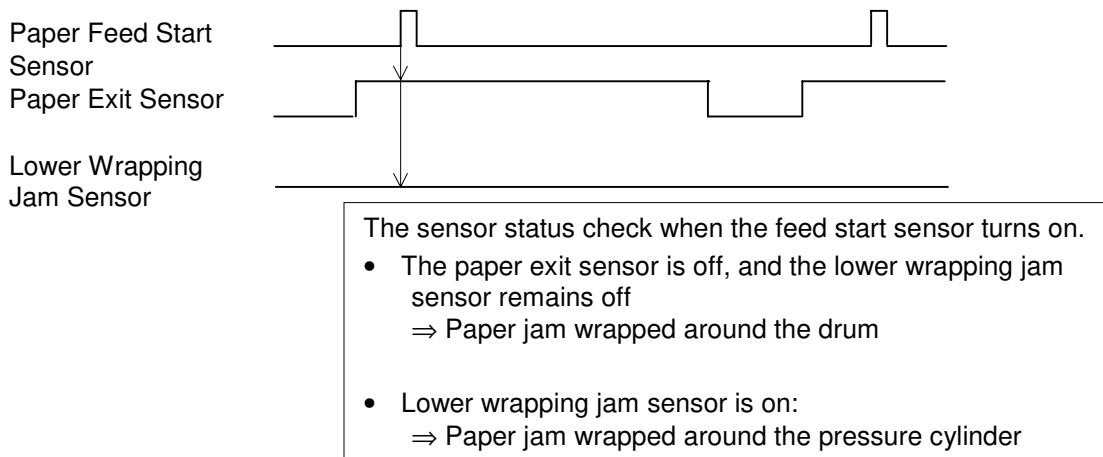 Paper Feed Start
Sensor
Paper Exit Sensor
Lower Wrapping
Jam Sensor
The sensor status check when the feed start sensor turns on.
• The paper exit sensor is off, and the lower wrapping jam
sensor remains off
⇒ Paper jam wrapped around the drum
• Lower wrapping jam sensor is on:
⇒ Paper jam wrapped around the pressure cylinder